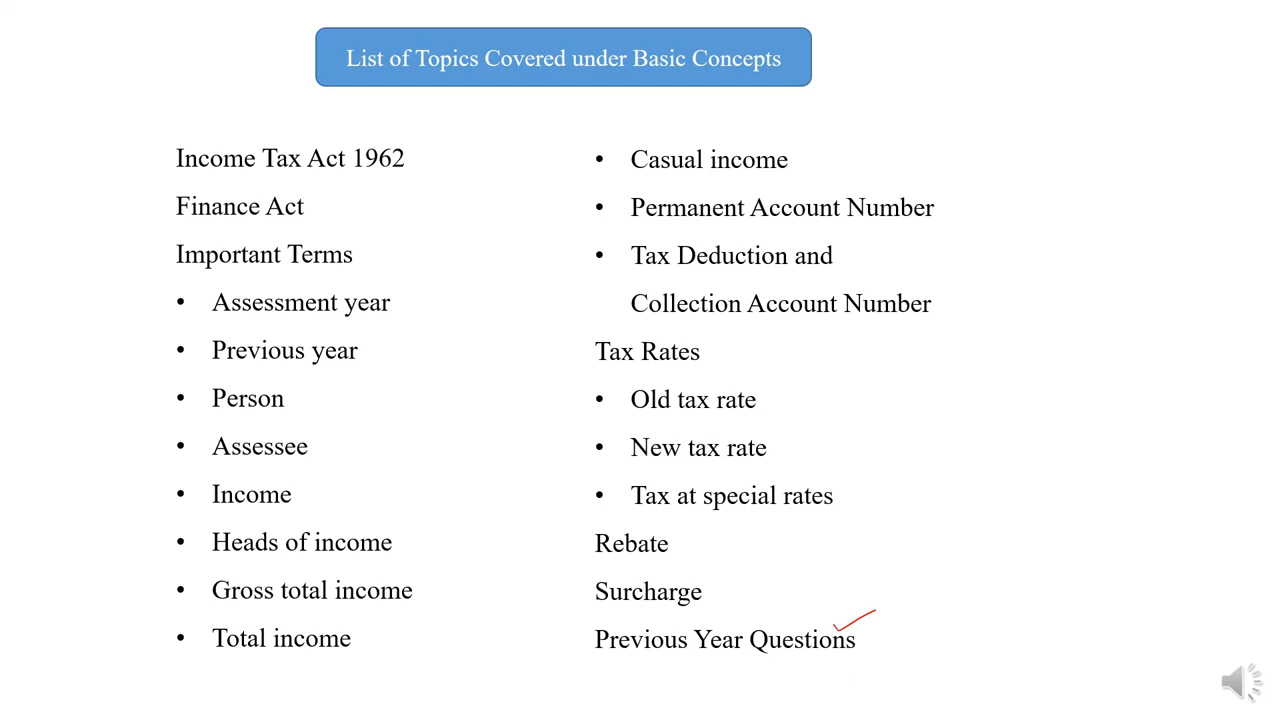 List of Topics Covered under Basic Concepts
Income Tax Act 1962
Finance Act
Important Terms
• Assessment year
• Previous year
• Person
• Assessee
• Income
• Heads of income
• Gross total income
• Total income
• Casual income
• Permanent Account Number
• Tax Deduction and
Collection Account Number
Tax Rates
• Old tax rate
• New tax rate
• Tax at special rates
Rebate
Surcharge
Previous Year Questions